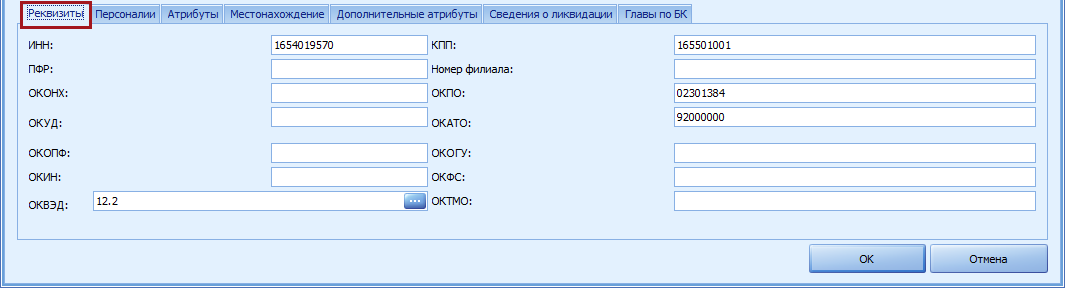 Реквизиты Персоналии Атрибуты Местонахождение Дополнительные атрибуты Сведения о ликвидации Главы по БК
ИНН: 1654019570 КПП: 165501001
ПФР: Номер филиала:
ОКОНХ: ОКПО: 02301384
ОКУД: ОКАТО: 92000000
ОКОПФ: ОКОГУ:
ОКИН: ОКФС:
ОКВЭД: 12.2 ... ОКТМО:
ОК Отмена